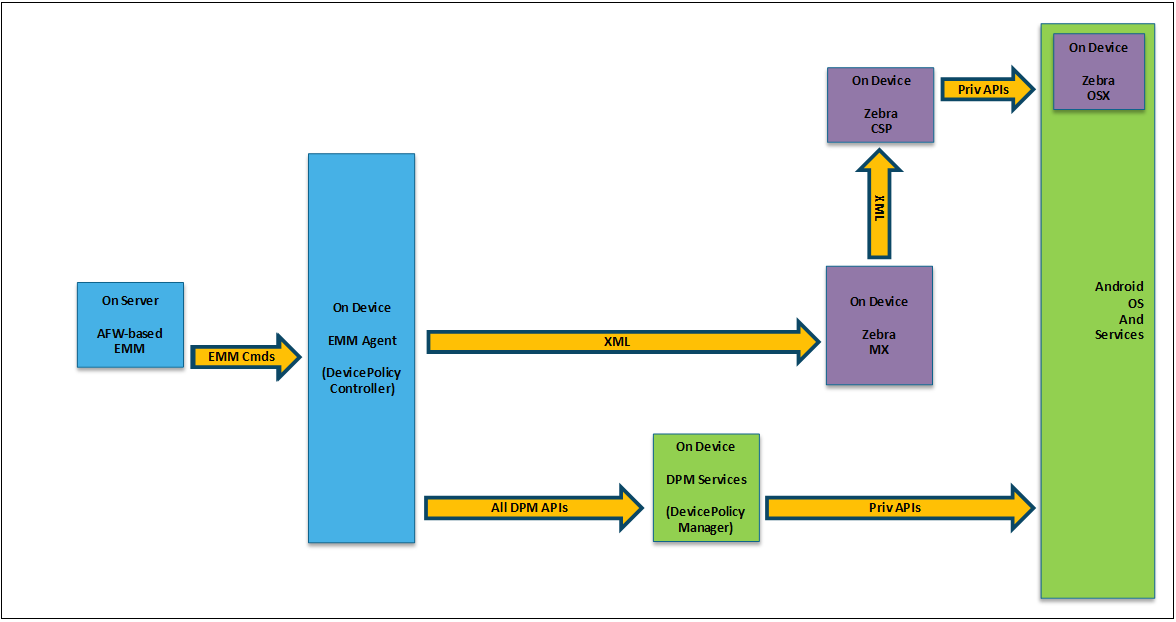 On Server
AFW-based
EMM
EMM Cmds
On Device
EMM Agent
(DevicePolicy
Controller)
XML
On Device
Zebra
MX
XML
On Device
Zebra
CSP
Priv APIs
On Device
Zebra
OSX
All DPM APIs
On Device
DPM Services
(DevicePolicy
Manager)
Priv APIs
Android
OS
And
Services